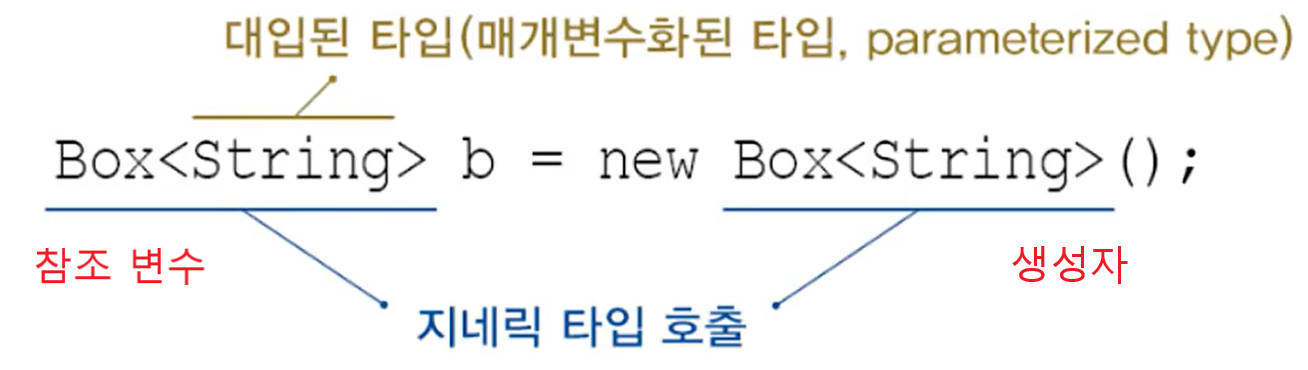 대입된 타입(매개변수화된 타입, parameterized type)
Box<String> b = new Box<String>();
참조 변수
생성자
지네릭 타입 호출